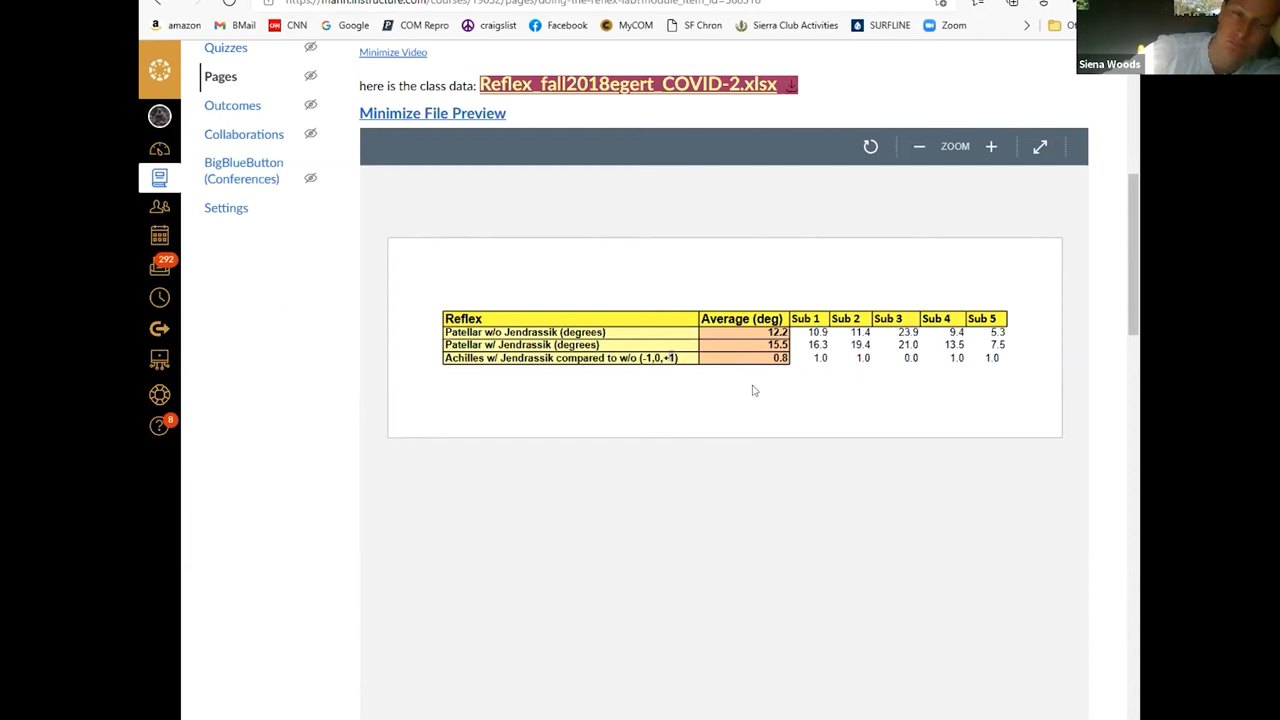 Siena Woods
amazon BMail CNN Google COM Repro craigslist Facebook MyCOM SF Chron Sierra Club Activities SURFLINE Zoom
Quizzes
Pages
Outcomes
Collaborations
BigBlueButton
(Conferences)
Settings
292
8
Minimize Video
here is the class data: Reflex_fall2018egert_COVID-2.xlsx
Minimize File Preview
ZOOM
Reflex Average (deg) Sub 1 Sub 2 Sub 3 Sub 4 Sub 5
Patellar w/o Jendrassik (degrees) 12.2 10.9 11.4 23.9 9.4 5.3
Patellar w/ Jendrassik (degrees) 15.5 16.3 19.4 21.0 13.5 7.5
Achilles w/ Jendrassik compared to w/o (-1,0,+1) 0.8 1.0 1.0 0.0 1.0 1.0